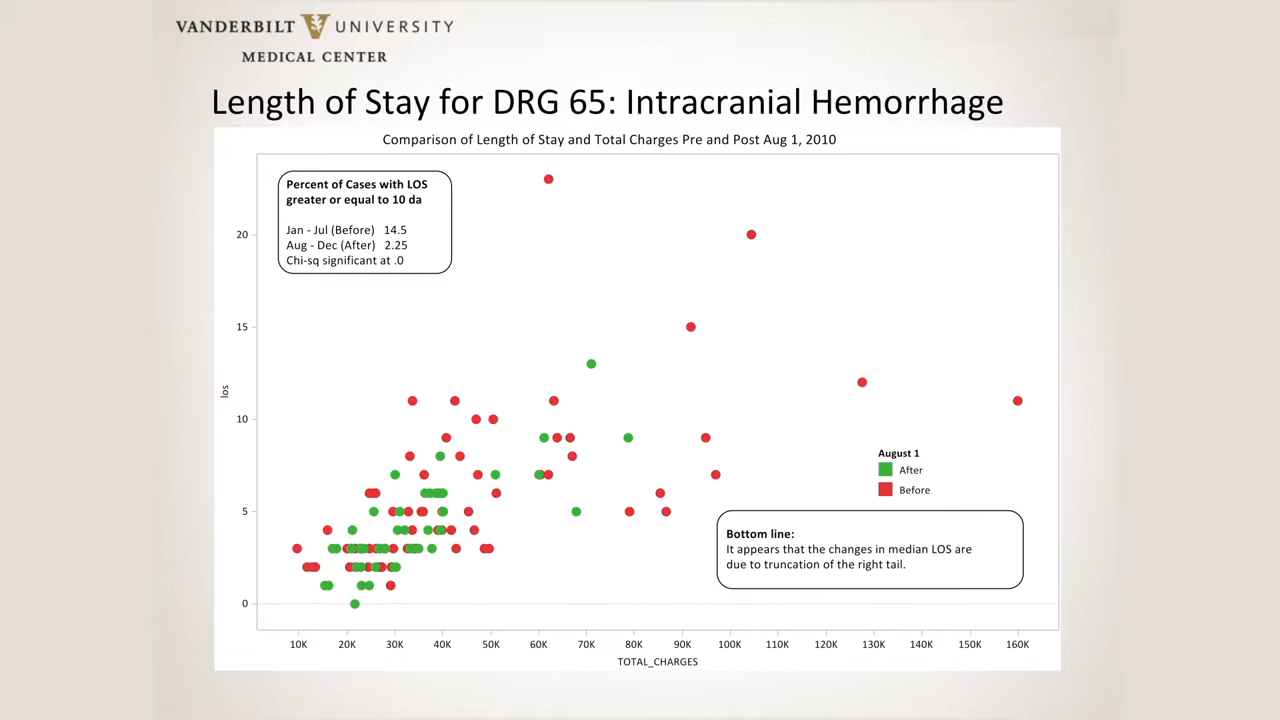 VANDERBILT V UNIVERSITY
MEDICAL CENTER
Length of Stay for DRG 65: Intracranial Hemorrhage
Comparison of Length of Stay and Total Charges Pre and Post Aug 1, 2010
Percent of Cases with LOS
greater or equal to 10 da
Jan - Jul (Before) 14.5
Aug - Dec (After) 2.25
Chi-sq significant at .0
20
15
10
5
0
los
August 1
After
Before
Bottom line:
It appears that the changes in median LOS are
due to truncation of the right tail.
10K 20K 30K 40K 50K 60K 70K 80K 90K 100K 110K 120K 130K 140K 150K 160K
TOTAL_CHARGES